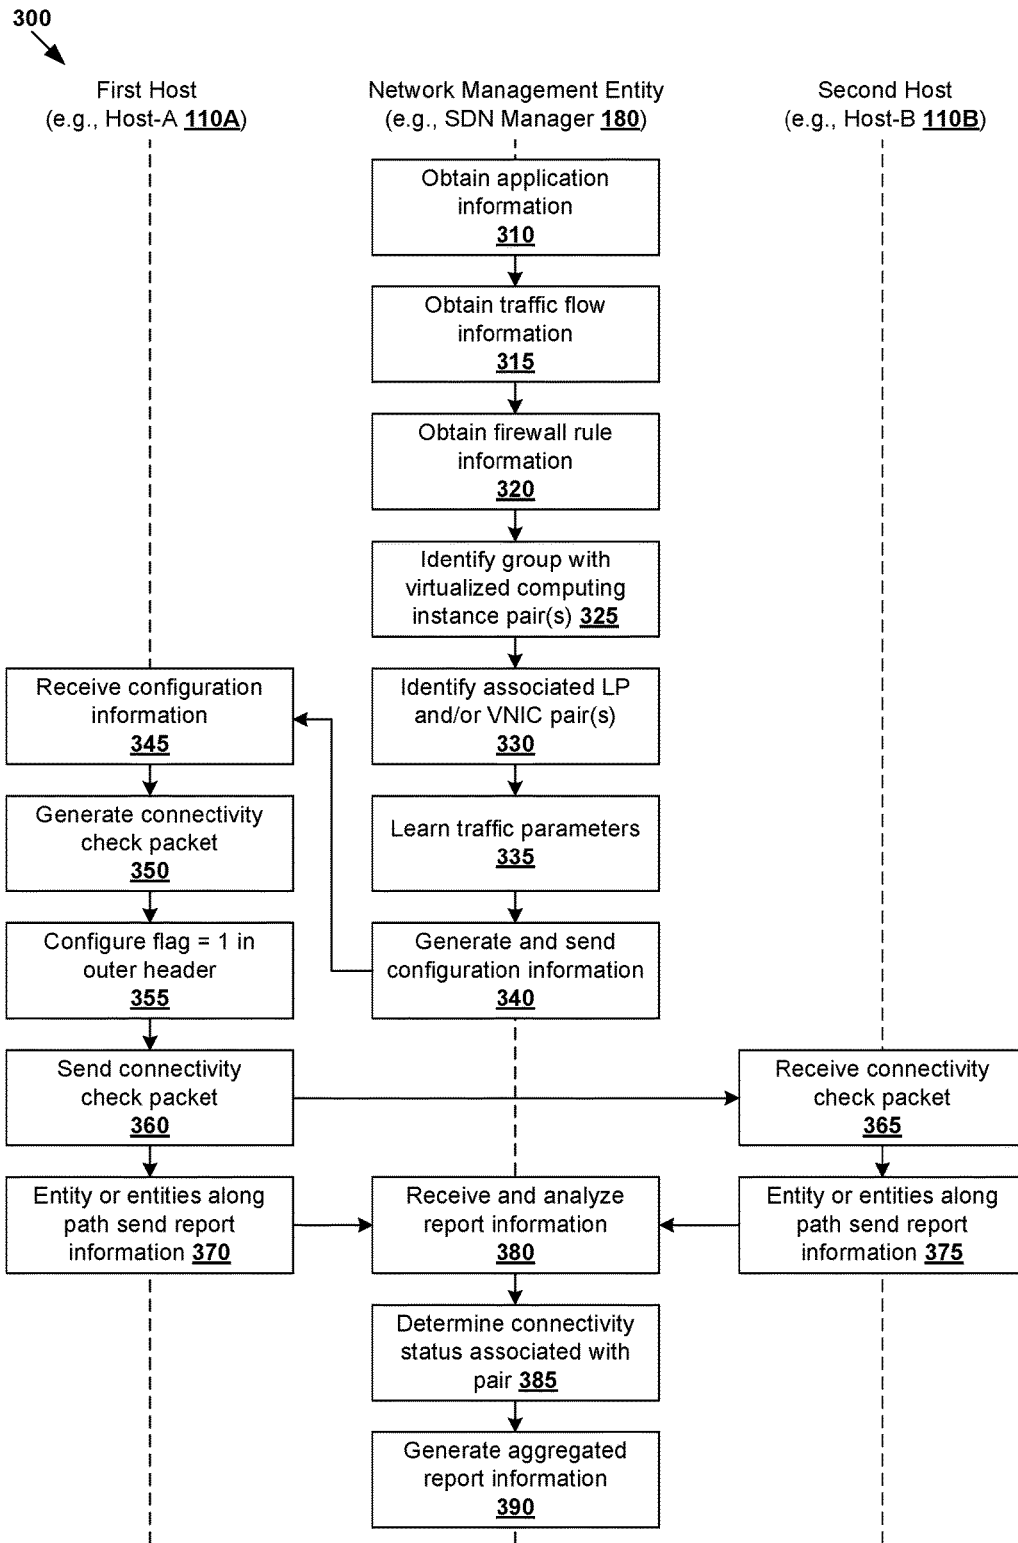 300
First Host
(e.g., Host-A 110A)
Network Management Entity
(e.g., SDN Manager 180)
Second Host
(e.g., Host-B 110B)
Obtain application
information
310
Obtain traffic flow
information
315
Obtain firewall rule
information
320
Identify group with
virtualized computing
instance pair(s) 325
Identify associated LP
and/or VNIC pair(s)
330
Learn traffic parameters
335
Generate and send
configuration information
340
Receive configuration
information
345
Generate connectivity
check packet
350
Configure flag = 1 in
outer header
355
Send connectivity
check packet
360
Receive connectivity
check packet
365
Entity or entities along
path send report
information 370
Receive and analyze
report information
380
Entity or entities along
path send report
information 375
Determine connectivity
status associated with
pair 385
Generate aggregated
report information
390